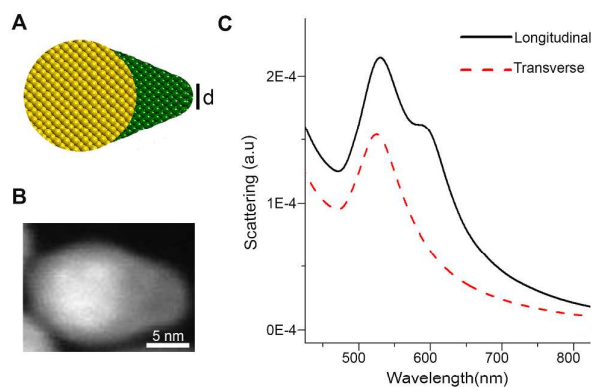 A
d
B
5 nm
C
Longitudinal
Transverse
Scattering (a.u)
2E-4
1E-4
0E-4
500
600
700
800
Wavelength(nm)